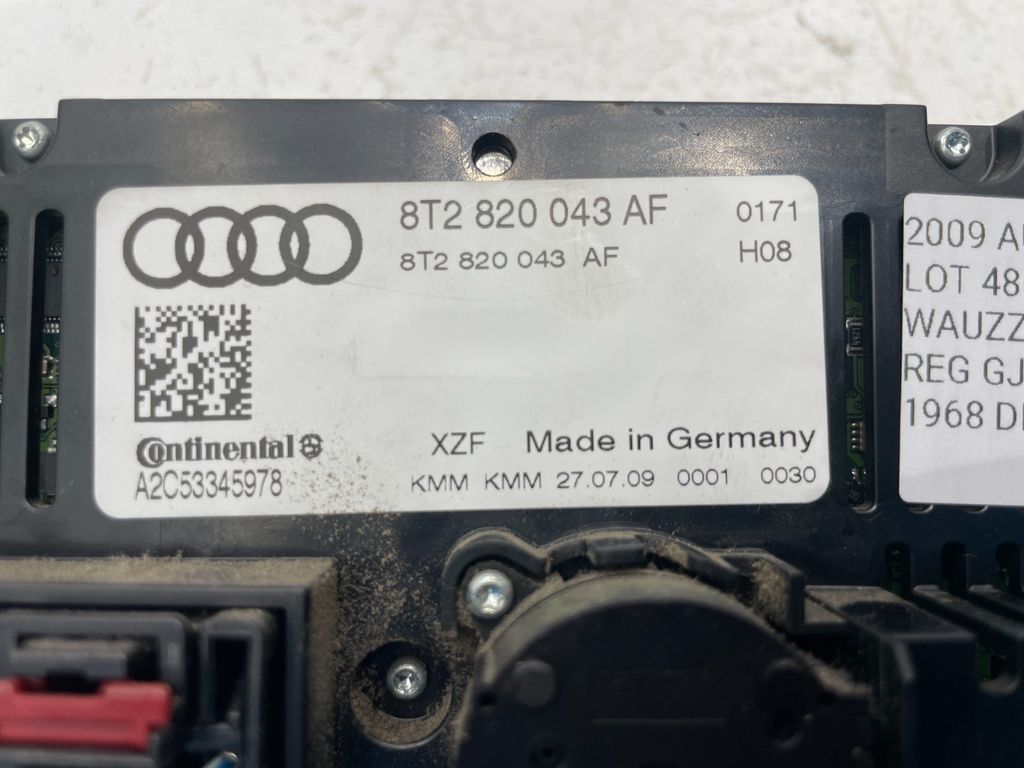 8T2 820 043 AF 0171
8T2 820 043 AF H08
Continental
A2C53345978
XZF Made in Germany
KMM KMM 27.07.09 0001 0030
2009
LOT
REG
1968